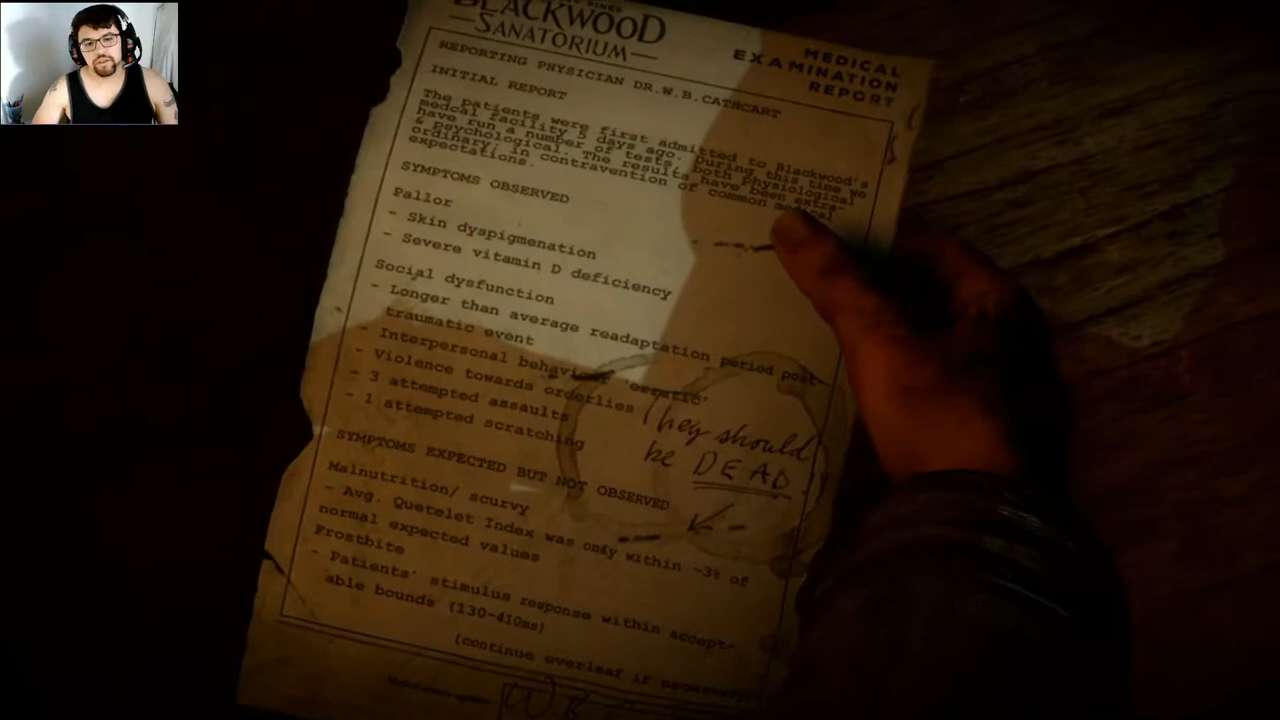 BLACKWOOD
SANATORIUM
MEDICAL
EXAMINATION
REPORT
REPORTING PHYSICIAN DR.W.B.CATHCART
INITIAL REPORT
The patients were first admitted to Blackwood's
medcal facility 5 days ago. During this time we
have run a number of tests, both Physiological
& psychological. The results have been extra-
ordinary; in contravention of common medical
expectations.
SYMPTOMS OBSERVED
Pallor
- Skin dyspigmenation
- Severe vitamin D deficiency
Social dysfunction
- Longer than average readaptation period post-
traumatic event
- Interpersonal behaviour 'erratic'
- Violence towards orderlies
- 3 attempted assaults
- 1 attempted scratching
They should
be DEAD
SYMPTOMS EXPECTED BUT NOT OBSERVED
Malnutrition/ scurvy
- Avg. Quetelet Index was only within ~3% of
normal expected values
Frostbite
- Patients' stimulus response within accept-
able bounds (130-410ms)
(continue overleaf if necessary)
W.B.C